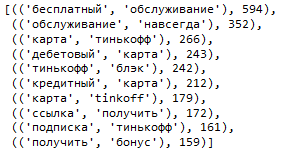 [(('бесплатный', 'обслуживание'), 594),
(('обслуживание', 'навсегда'), 352),
(('карта', 'тинькофф'), 266),
(('дебетовый', 'карта'), 243),
(('тинькофф', 'блэк'), 242),
(('кредитный', 'карта'), 212),
(('карта', 'tinkoff'), 179),
(('ссылка', 'получить'), 172),
(('подписка', 'тинькофф'), 161),
(('получить', 'бонус'), 159)]